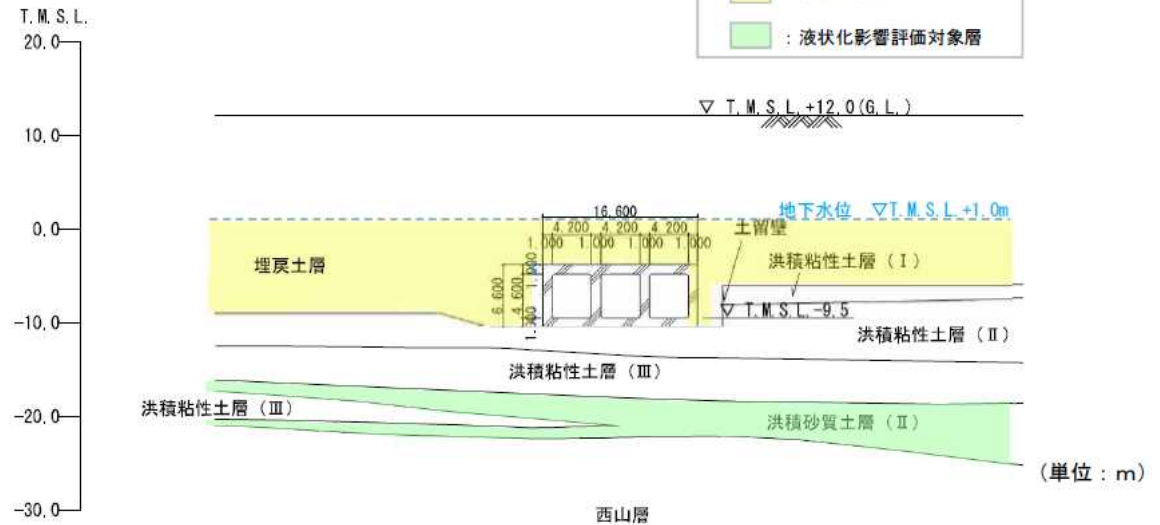 T.M.S.L.
20.0
：液状化影響評価対象層
▽ T.M.S.L.+12.0(G.L.)
10.0
地下水位 ▽T.M.S.L.+1.0m
16.600
0.0
4.200 4.200 4.200
土留壁
1.000 1.000 1.000 1.000
埋戻土層
洪積粘性土層（Ⅰ）
1.000
6.600
4.600
▽ T.M.S.L.-9.5
-10.0
洪積粘性土層（Ⅱ）
洪積粘性土層（Ⅲ）
洪積粘性土層（Ⅲ）
-20.0
洪積砂質土層（Ⅱ）
（単位：m）
-30.0
西山層